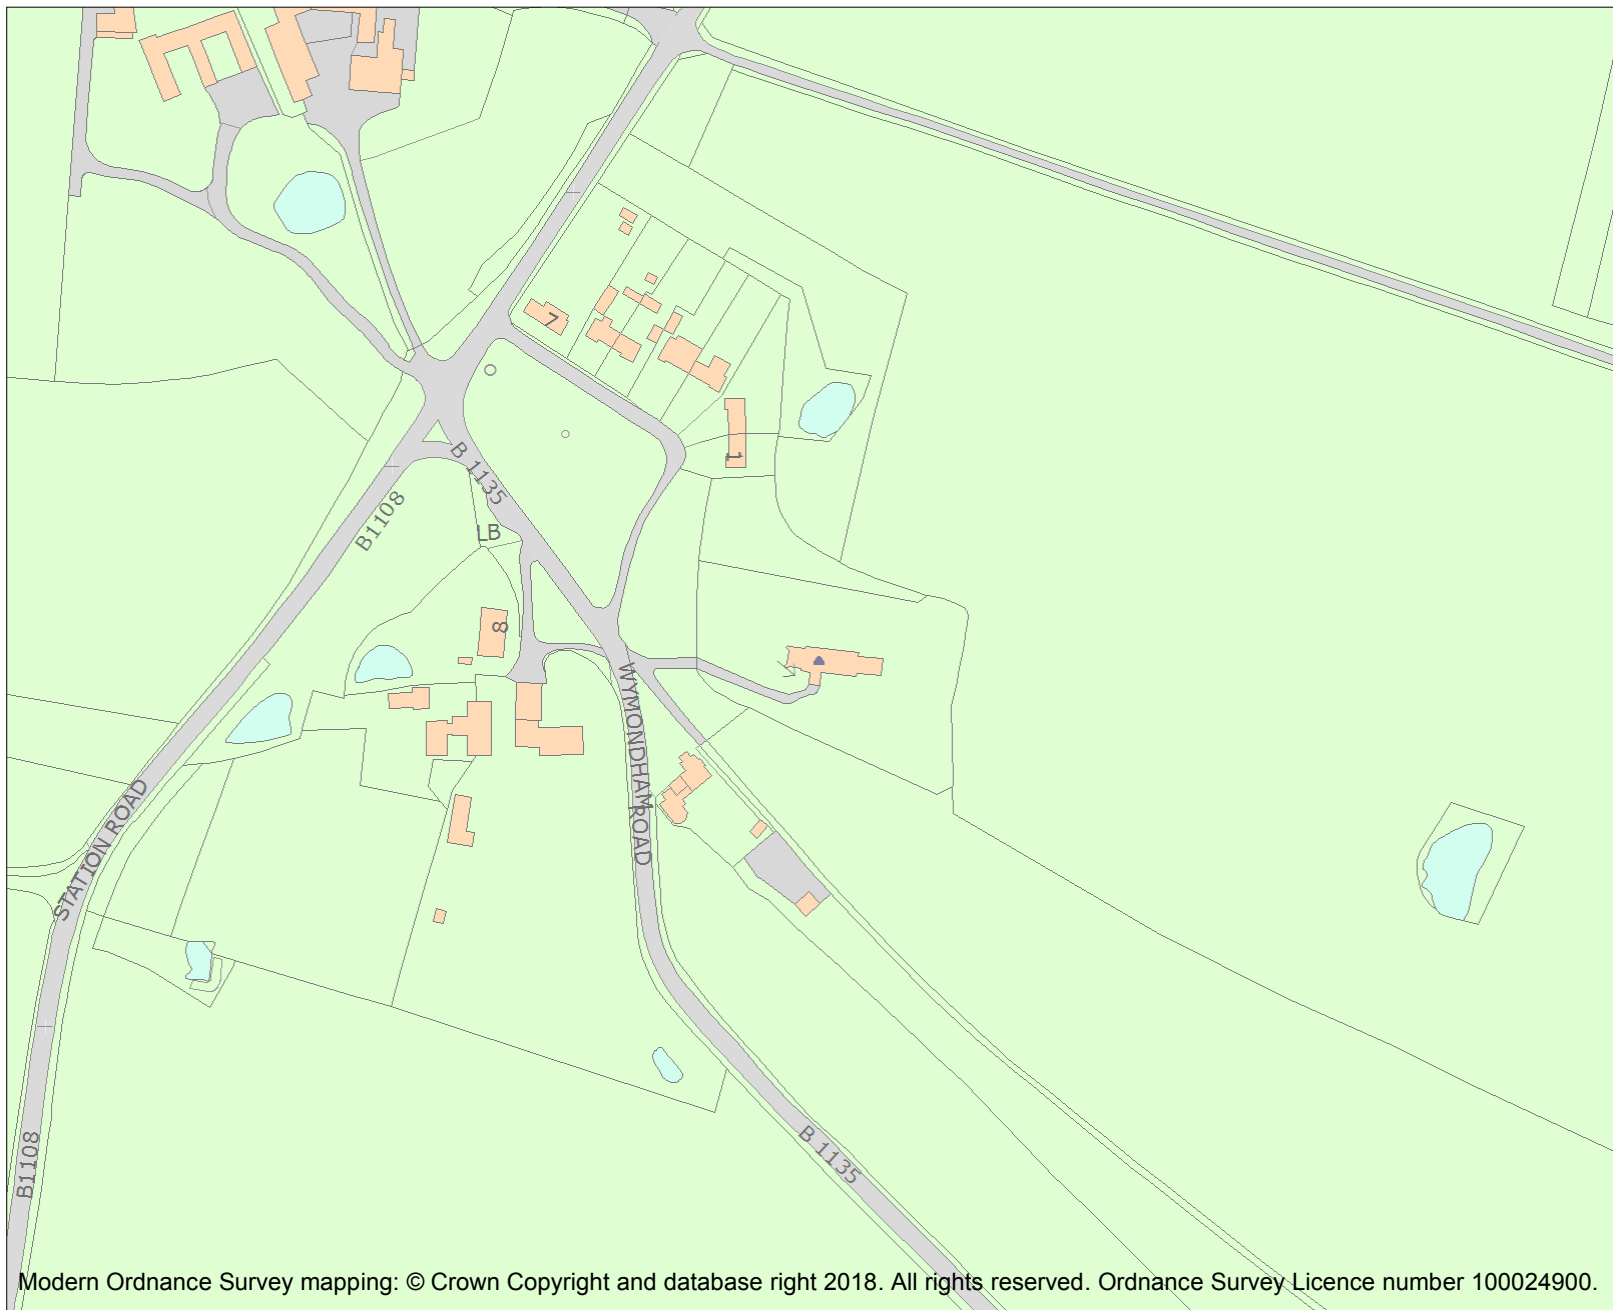 7
1
B 1135
B1108
LB
8
WYMONDHAM ROAD
STATION ROAD
B1108
B 1135
Modern Ordnance Survey mapping: © Crown Copyright and database right 2018. All rights reserved. Ordnance Survey Licence number 100024900.